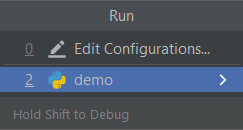 Run
0 Edit Configurations...
2 demo
Hold Shift to Debug